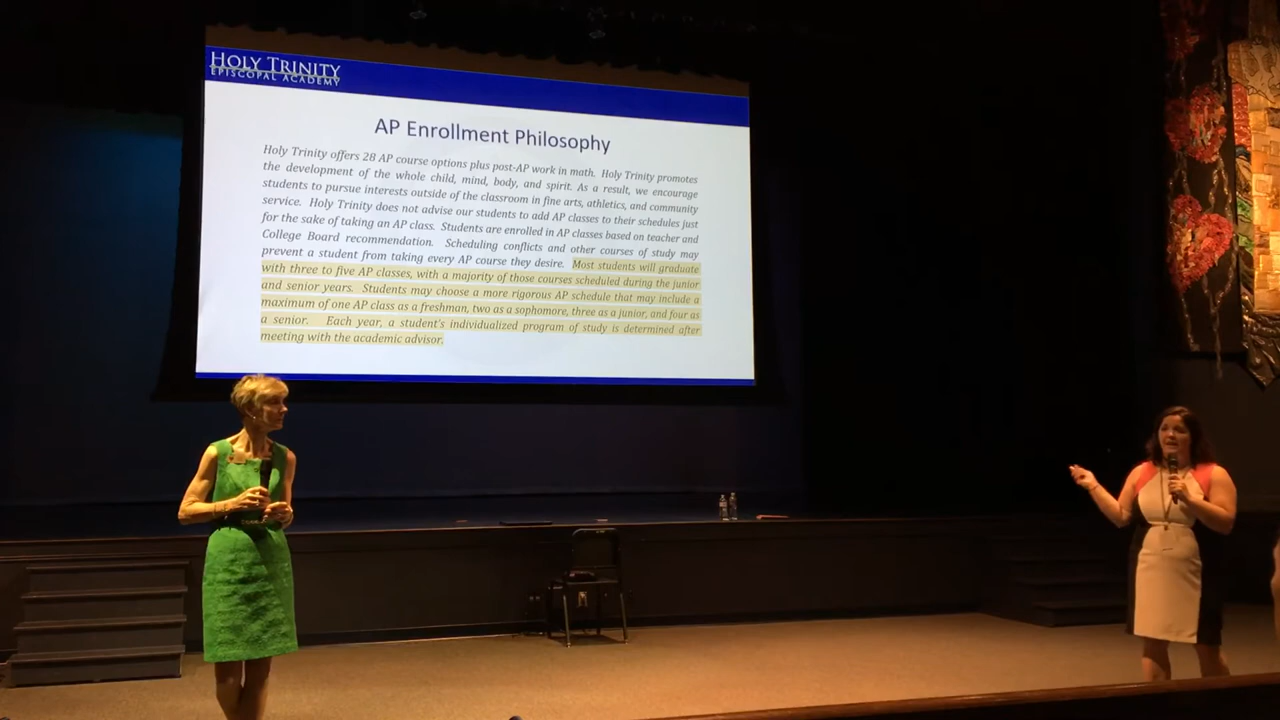 HOLY TRINITY
EPISCOPAL ACADEMY
AP Enrollment Philosophy
Holy Trinity offers 28 AP course options plus post-AP work in math. Holy Trinity promotes
the development of the whole child, mind, body, and spirit. As a result, we encourage
students to pursue interests outside of the classroom in fine arts, athletics, and community
service. Holy Trinity does not advise our students to add AP classes to their schedules just
for the sake of taking an AP class. Students are enrolled in AP classes based on teacher and
College Board recommendation. Scheduling conflicts and other courses of study may
prevent a student from taking every AP course they desire. Most students will graduate
with three to five AP classes, with a majority of those courses scheduled during the junior
and senior years. Students may choose a more rigorous AP schedule that may include a
maximum of one AP class as a freshman, two as a sophomore, three as a junior, and four as
a senior. Each year, a student's individualized program of study is determined after
meeting with the academic advisor.